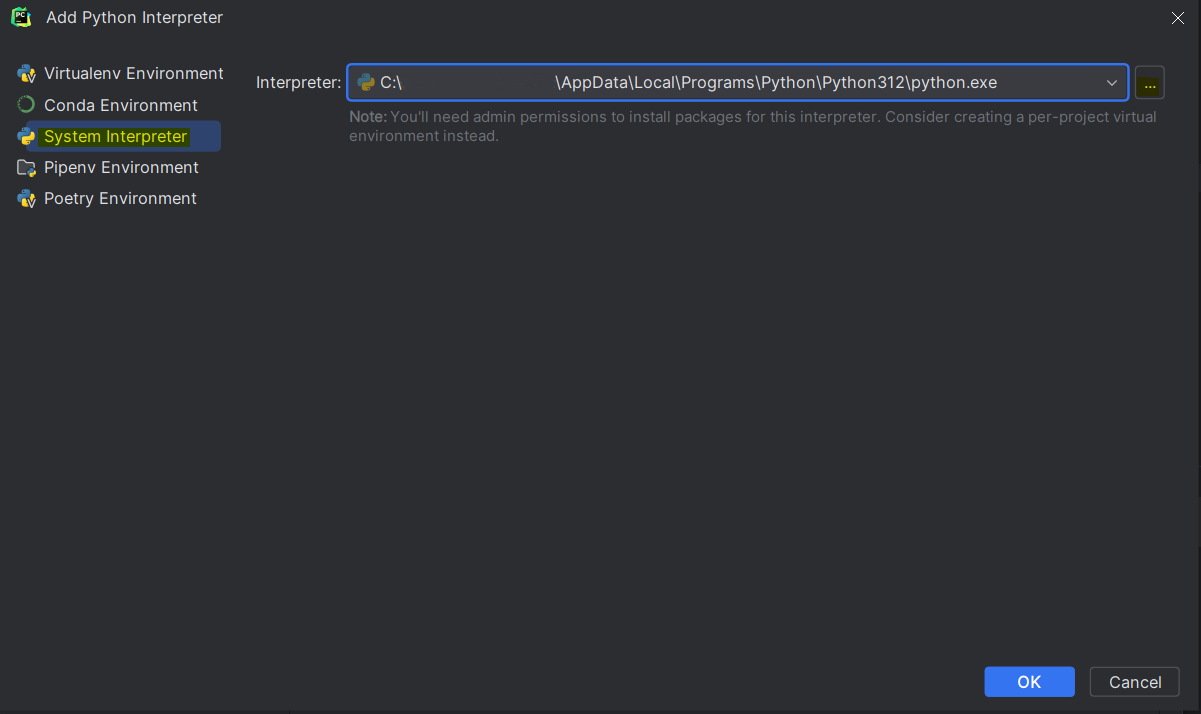 Add Python Interpreter
Virtualenv Environment
Conda Environment
System Interpreter
Pipenv Environment
Poetry Environment
Interpreter: C:\ \AppData\Local\Programs\Python\Python312\python.exe ...
Note: You'll need admin permissions to install packages for this interpreter. Consider creating a per-project virtual
environment instead.
OK Cancel